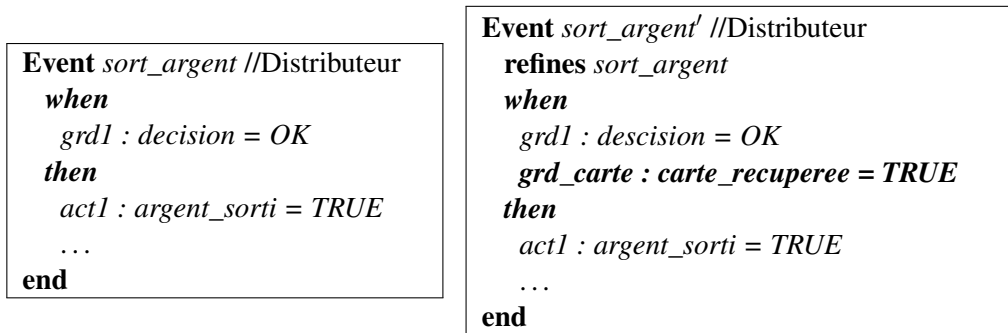 Event sort_argent //Distributeur
when
grd1 : decision = OK
then
act1 : argent_sorti = TRUE
. . .
end
Event sort_argent′ //Distributeur
refines sort_argent
when
grd1 : descision = OK
grd_carte : carte_recuperee = TRUE
then
act1 : argent_sorti = TRUE
. . .
end